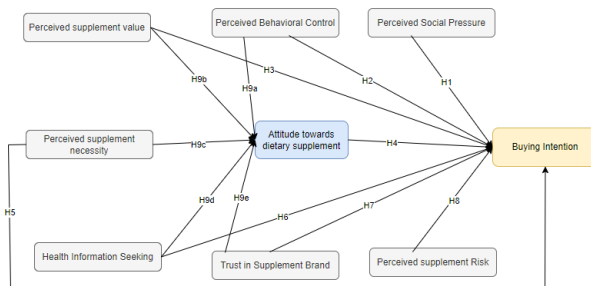 Perceived supplement value
Perceived Behavioral Control
Perceived Social Pressure
H9b
H9a
H3
H2
H1
Perceived supplement
necessity
H9c
Attitude towards
dietary supplement
H4
Buying Intention
H5
H9d
H9e
H6
H7
H8
Health Information Seeking
Trust in Supplement Brand
Perceived supplement Risk